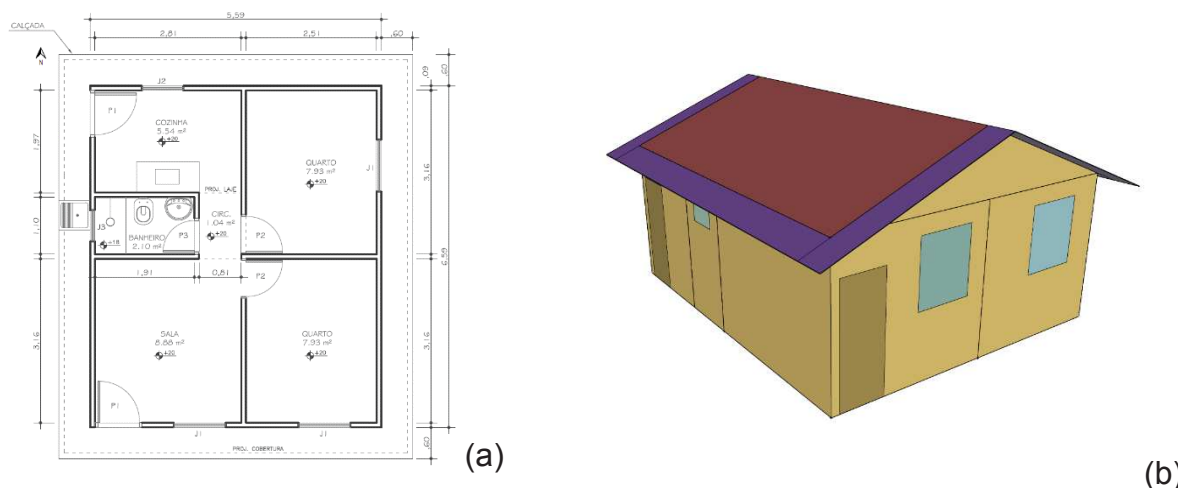 CALÇADA
5,59
2,81
2,51
.60
N
J2
.60
.60
P1
COZINHA
5.54 m²
+20
1,97
QUARTO
7.93 m²
+20
J1
3,16
PROJ. LAJE
CIRC.
1.04 m²
+20
J3
BANHEIRO
2.10 m²
+18
P3
P2
1,10
6,99
1,91
0,81
P2
SALA
8.88 m²
+20
QUARTO
7.93 m²
+20
3,16
3,16
P1
J1
J1
PROJ. COBERTURA
.60
(a)
(b)